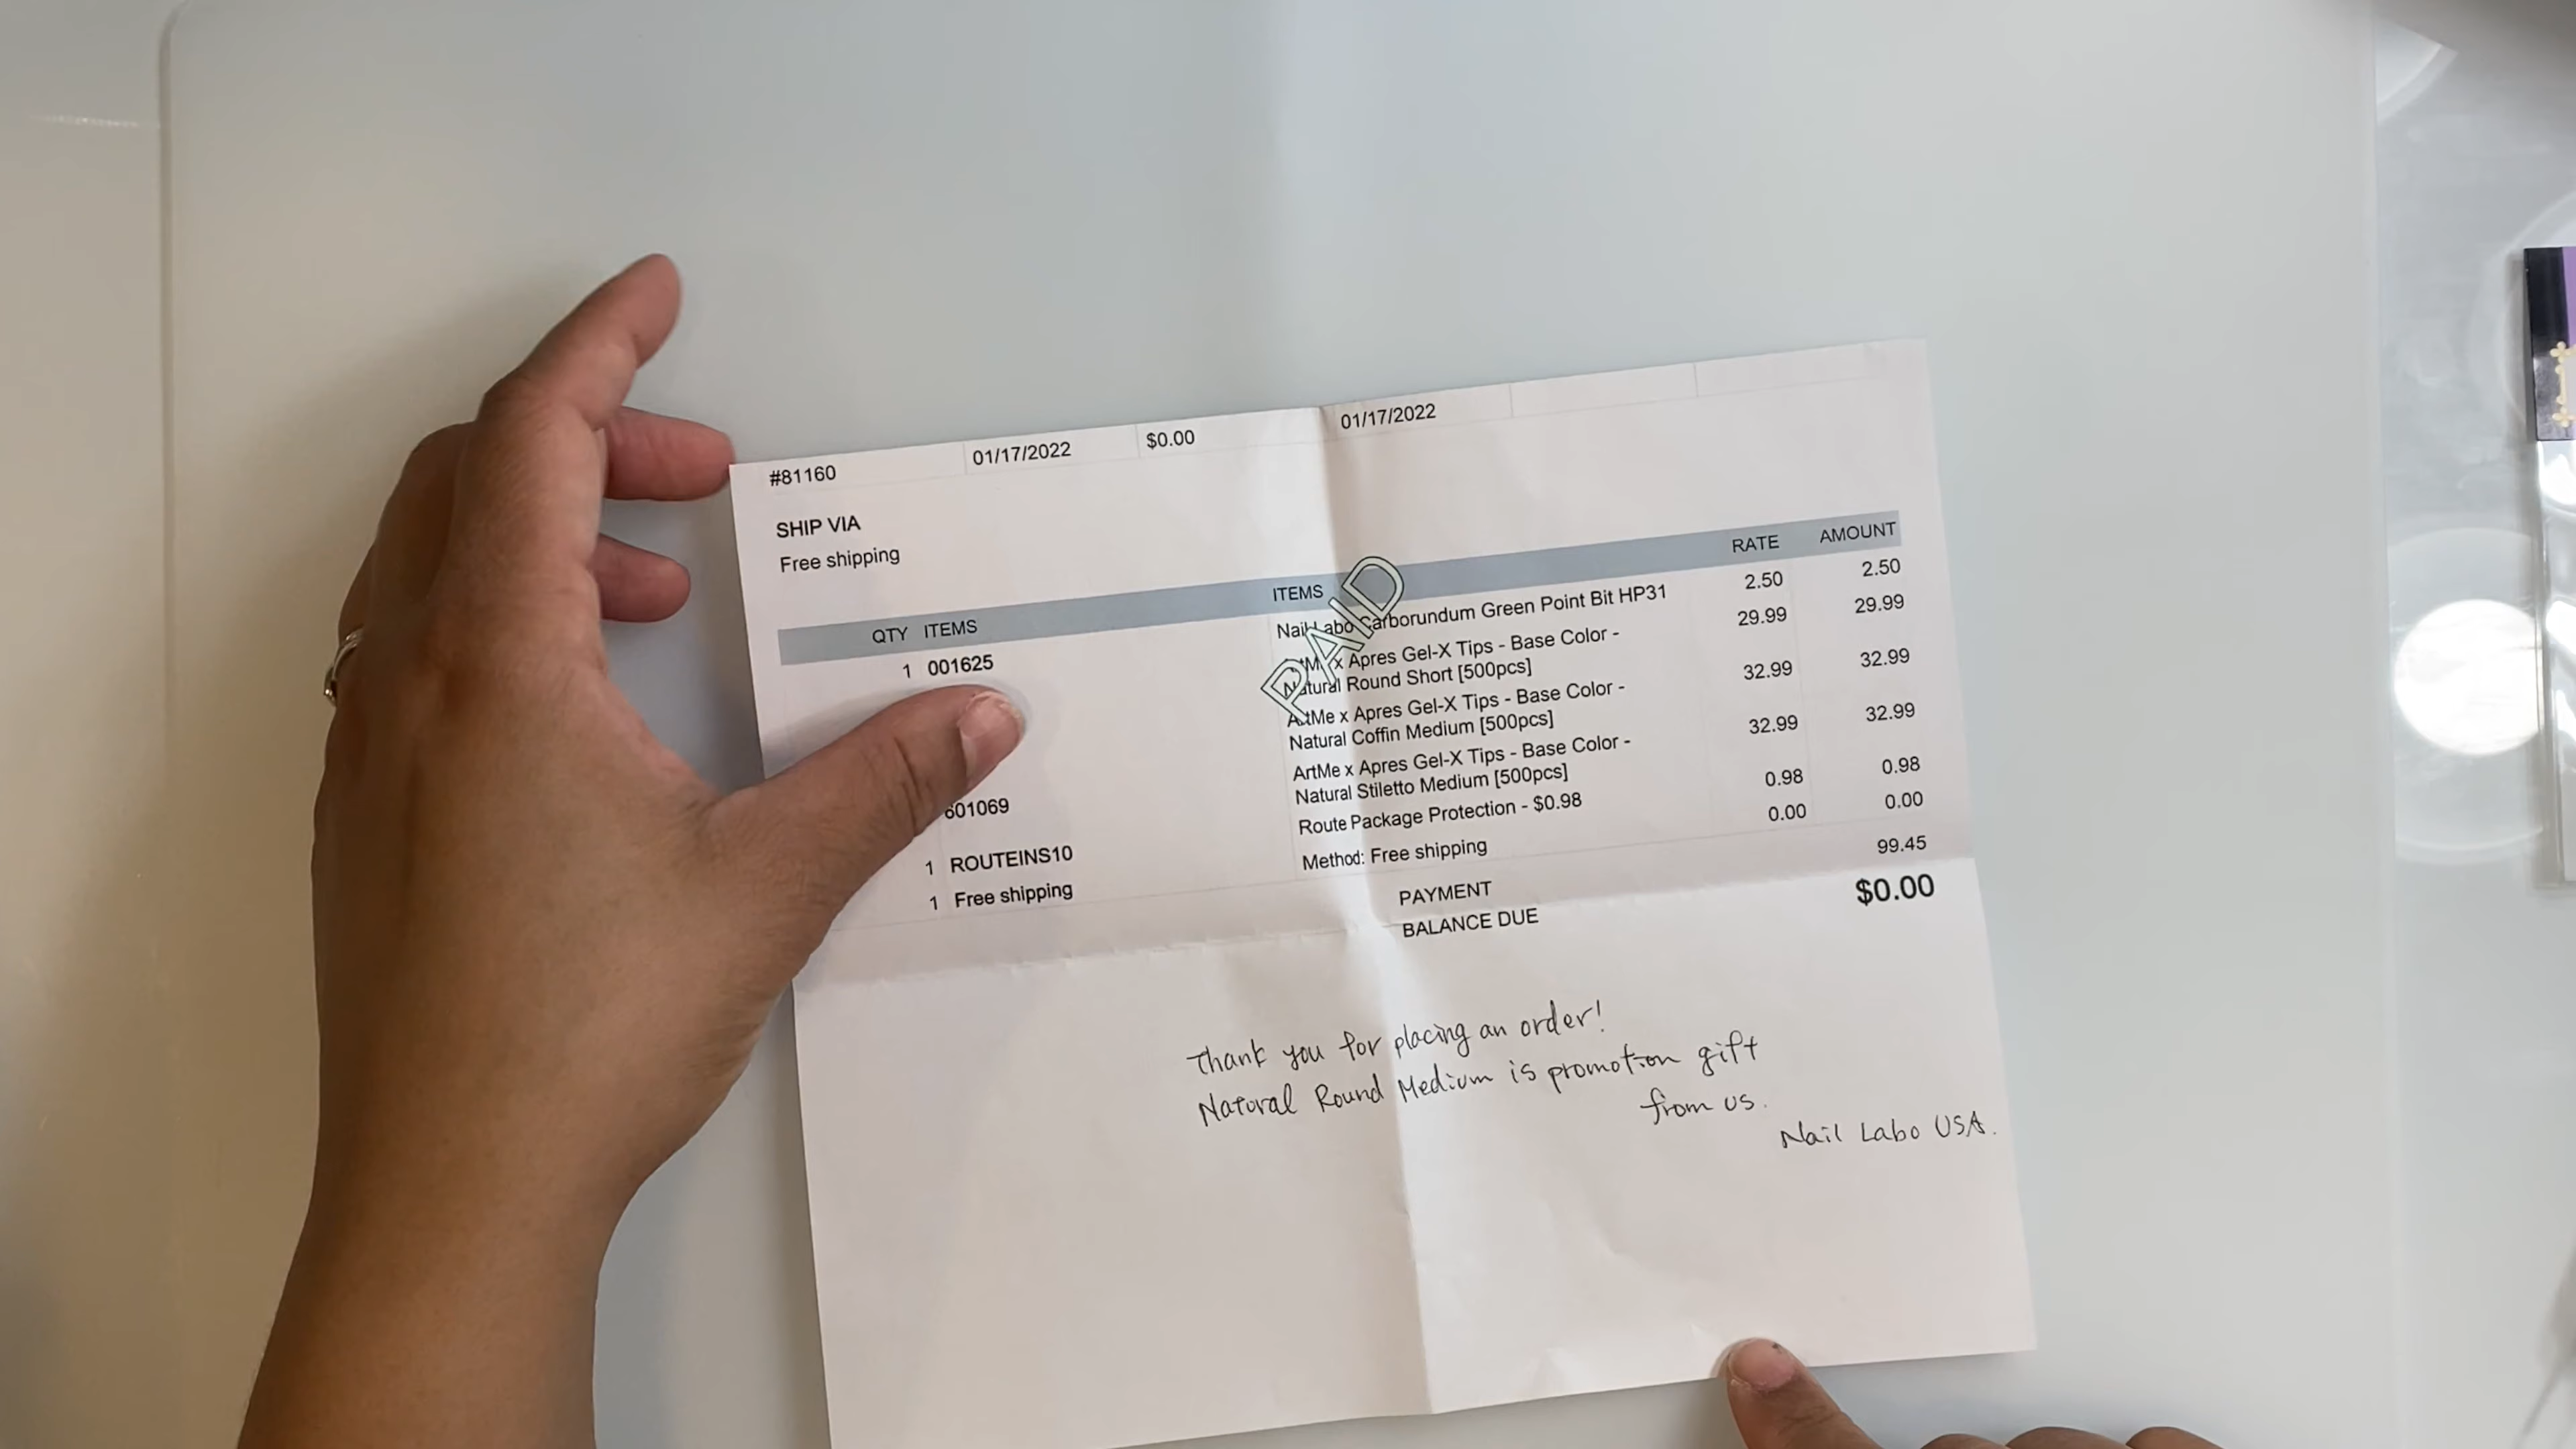 #81160 01/17/2022 $0.00 01/17/2022
SHIP VIA
Free shipping
QTY ITEMS ITEMS RATE AMOUNT
1 001625 Nail Labo Carborundum Green Point Bit HP31 2.50 2.50
ArtMe x Apres Gel-X Tips - Base Color - 29.99 29.99
Natural Round Short [500pcs]
ArtMe x Apres Gel-X Tips - Base Color - 32.99 32.99
Natural Coffin Medium [500pcs]
601069 ArtMe x Apres Gel-X Tips - Base Color - 32.99 32.99
Natural Stiletto Medium [500pcs]
1 ROUTEINS10 Route Package Protection - $0.98 0.98 0.98
1 Free shipping Method: Free shipping 0.00 0.00
PAID
PAYMENT 99.45
BALANCE DUE $0.00
Thank you for placing an order!
Natural Round Medium is promotion gift
from us.
Nail Labo USA.